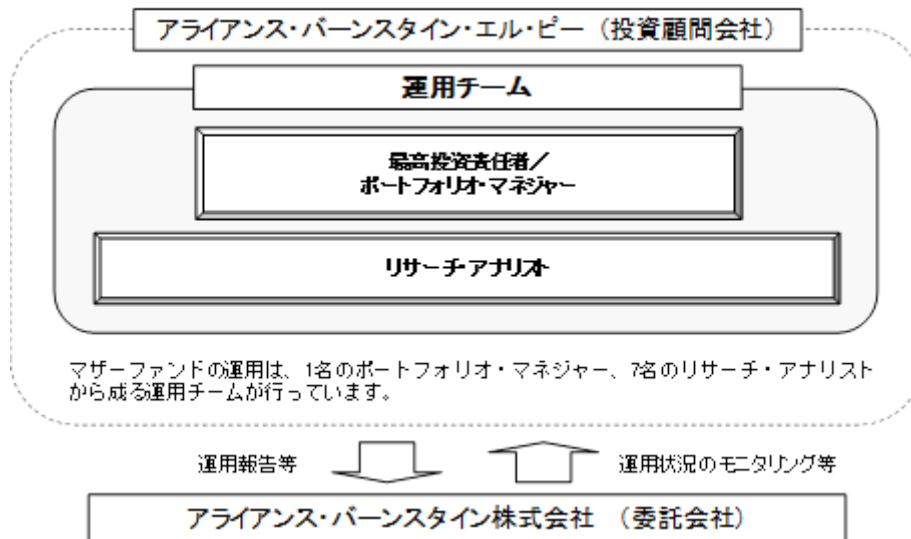 アライアンス・バーンスタイン・エル・ピー（投資顧問会社）
運用チーム
最高投資責任者／
ポートフォリオ・マネジャー
リサーチ・アナリスト
マザーファンドの運用は、1名のポートフォリオ・マネジャー、7名のリサーチ・アナリスト
から成る運用チームが行っています。
運用報告等
運用状況のモニタリング等
アライアンス・バーンスタイン株式会社　（委託会社）